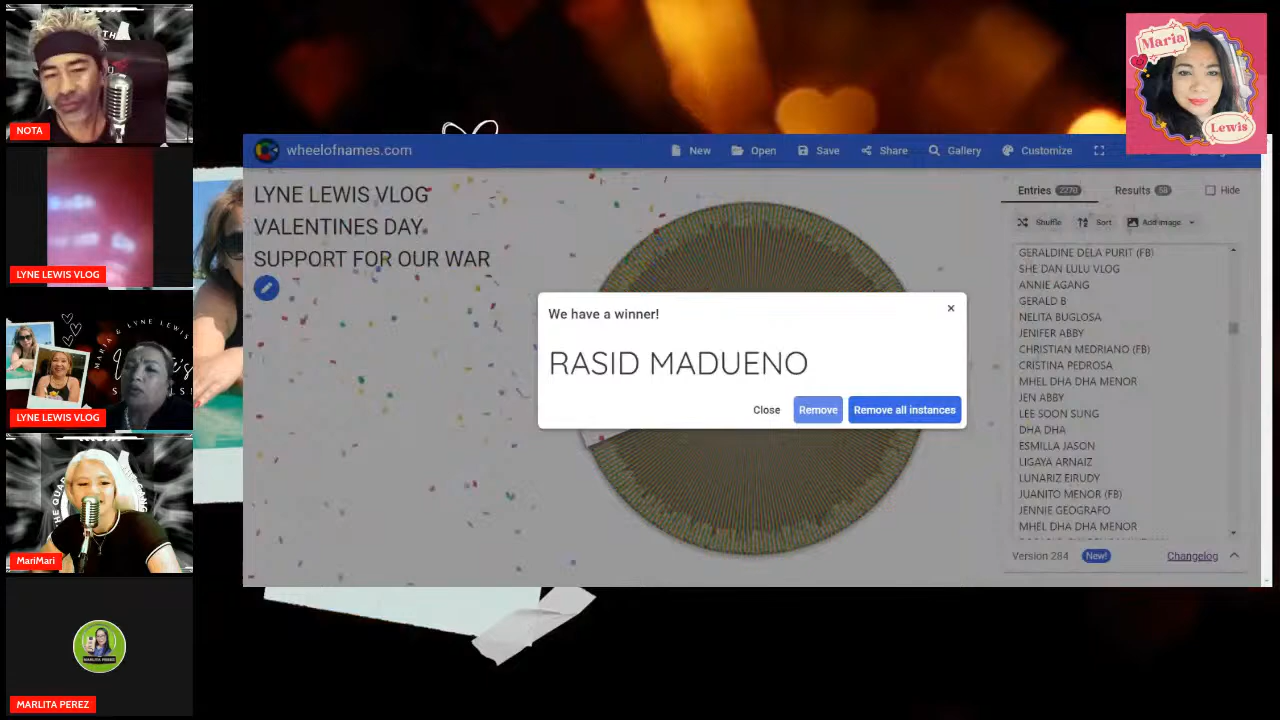 NOTA
LYNE LEWIS VLOG
LYNE LEWIS VLOG
MariMari
MARLITA PEREZ
Maria
Lewis
wheelofnames.com
New
Open
Save
Share
Gallery
Customize
LYNE LEWIS VLOG
VALENTINES DAY
SUPPORT FOR OUR WAR
We have a winner!
×
RASID MADUENO
Close
Remove
Remove all instances
Entries 2270
Results 58
Hide
Shuffle
Sort
Add image
GERALDINE DELA PURIT (FB)
SHE DAN LULU VLOG
ANNIE AGANG
GERALD B
NELITA BUGLOSA
JENIFER ABBY
CHRISTIAN MEDRIANO (FB)
CRISTINA PEDROSA
MHEL DHA DHA MENOR
JEN ABBY
LEE SOON SUNG
DHA DHA
ESMILLA JASON
LIGAYA ARNAIZ
LUNARIZ EIRUDY
JUANITO MENOR (FB)
JENNIE GEOGRAFO
MHEL DHA DHA MENOR
Version 284
New!
Changelog